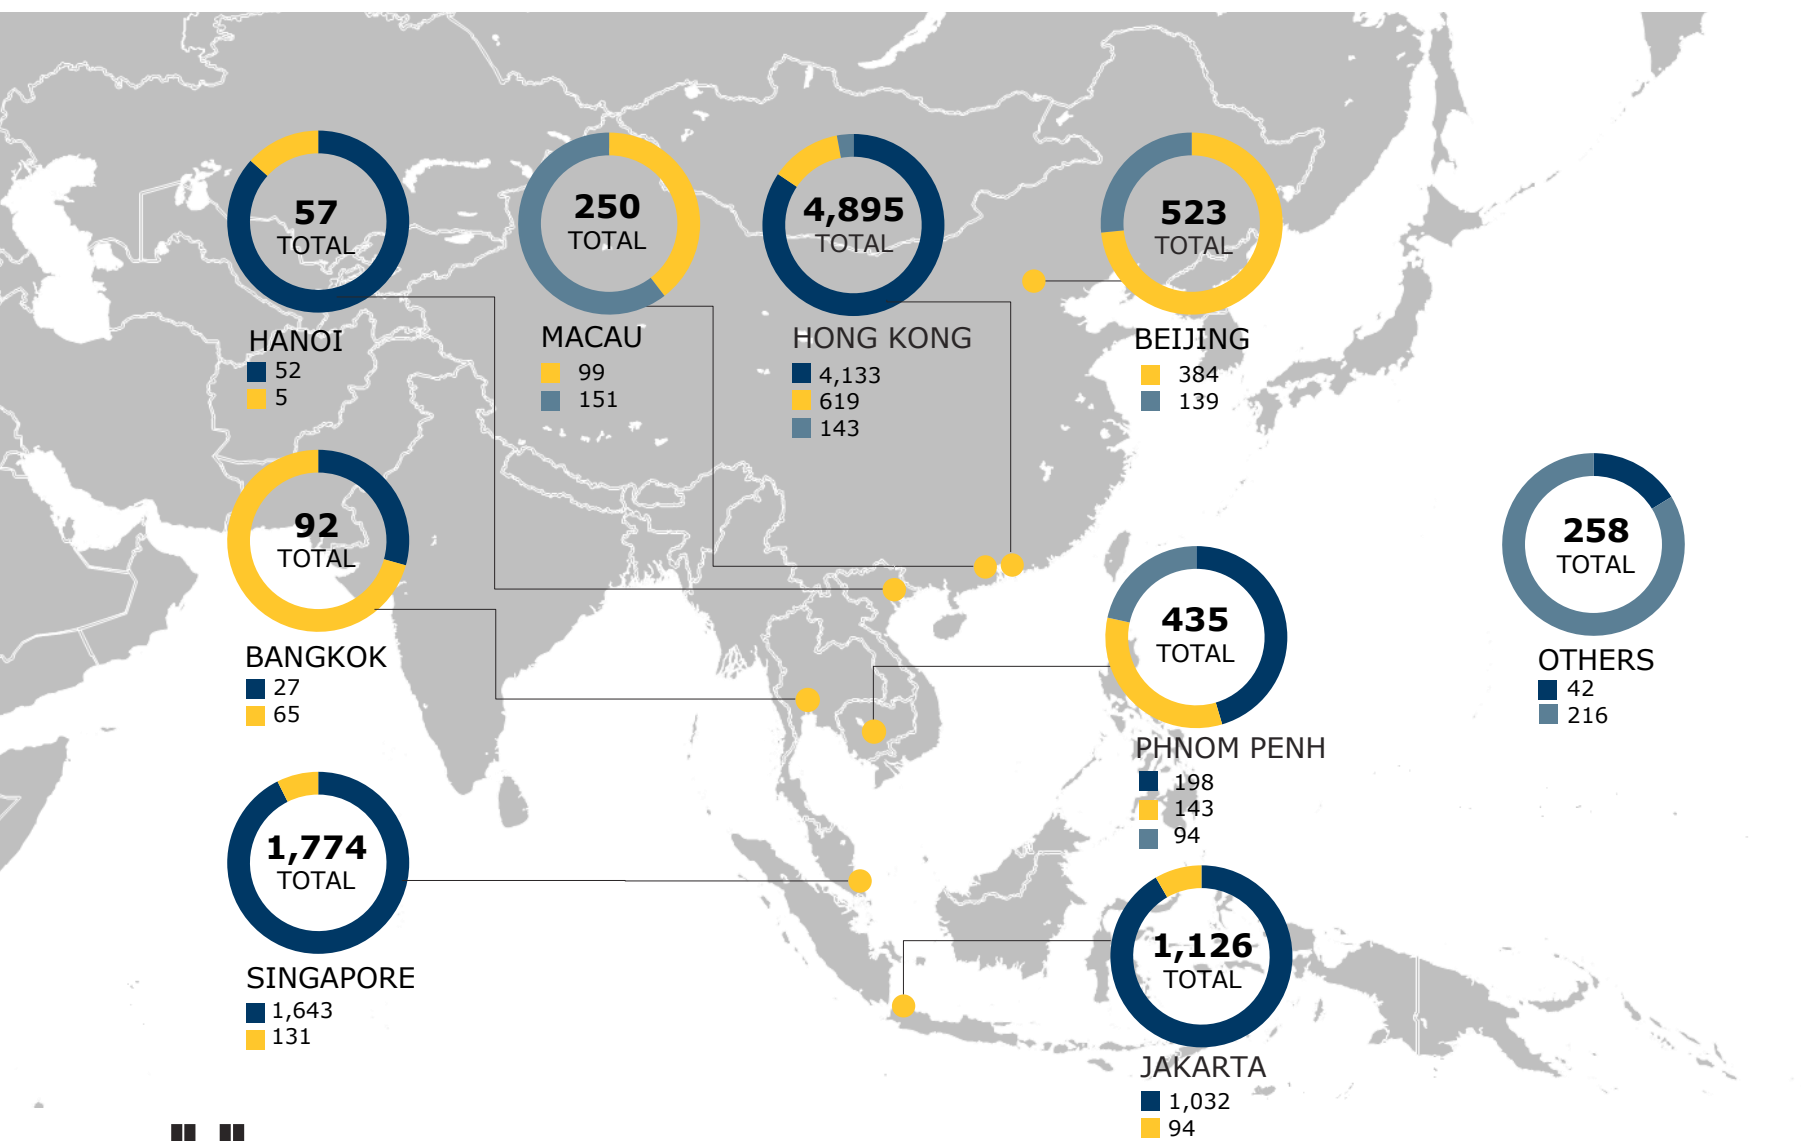 57
TOTAL
HANOI
52
5
250
TOTAL
MACAU
99
151
4,895
TOTAL
HONG KONG
4,133
619
143
523
TOTAL
BEIJING
384
139
92
TOTAL
BANGKOK
27
65
435
TOTAL
PHNOM PENH
198
143
94
258
TOTAL
OTHERS
42
216
1,774
TOTAL
SINGAPORE
1,643
131
1,126
TOTAL
JAKARTA
1,032
94